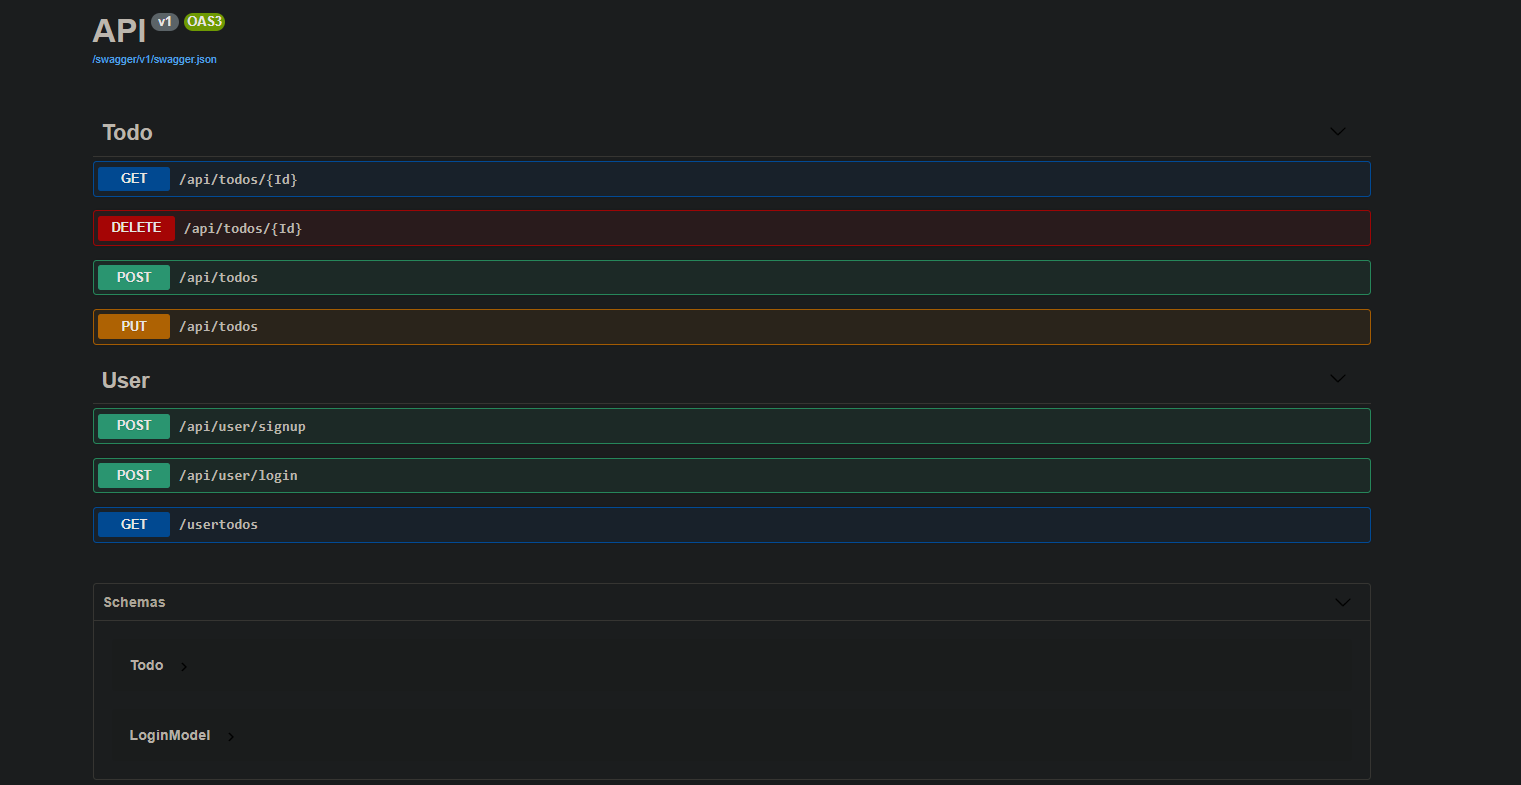 API v1 OAS3
/swagger/v1/swagger.json
Todo
GET /api/todos/{Id}
DELETE /api/todos/{Id}
POST /api/todos
PUT /api/todos
User
POST /api/user/signup
POST /api/user/login
GET /usertodos
Schemas
Todo
LoginModel